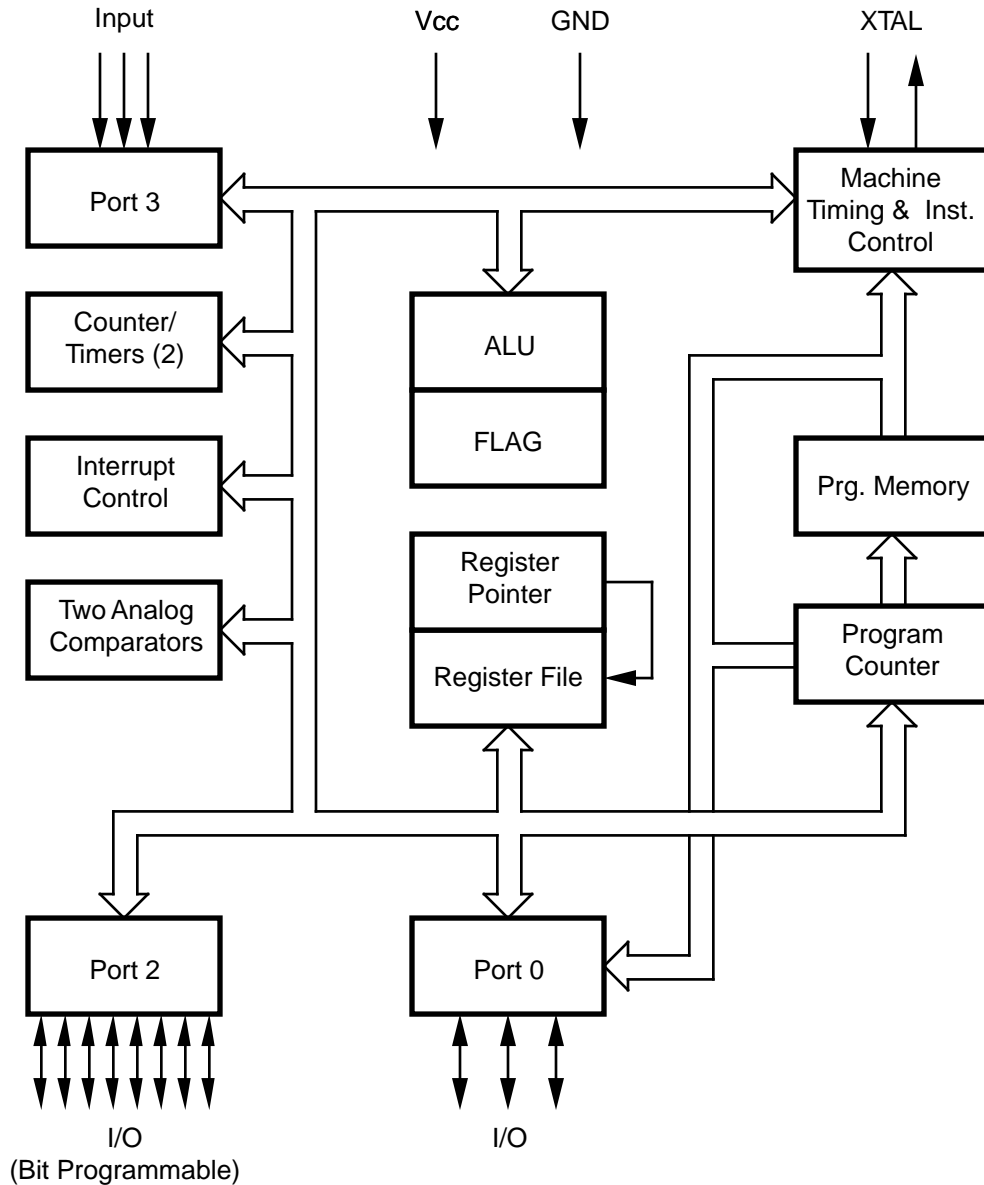 Input
Vcc
GND
XTAL
Port 3
Machine
Timing & Inst.
Control
Counter/
Timers (2)
ALU
FLAG
Interrupt
Control
Prg. Memory
Register
Pointer
Two Analog
Comparators
Register File
Program
Counter
Port 2
Port 0
I/O
(Bit Programmable)
I/O